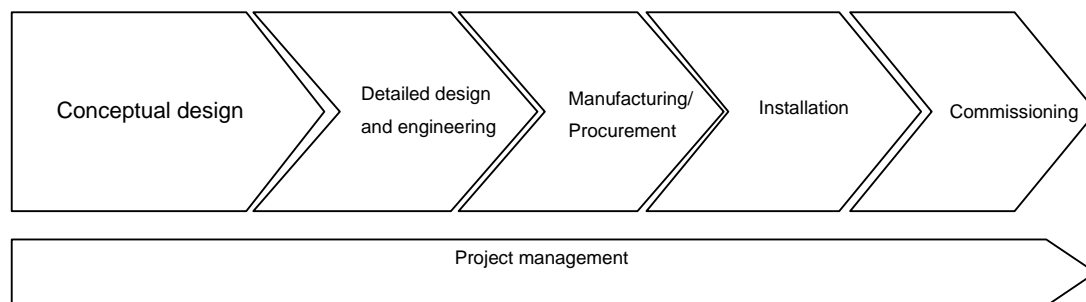 Conceptual design
Detailed design
and engineering
Manufacturing/
Procurement
Installation
Commissioning
Project management